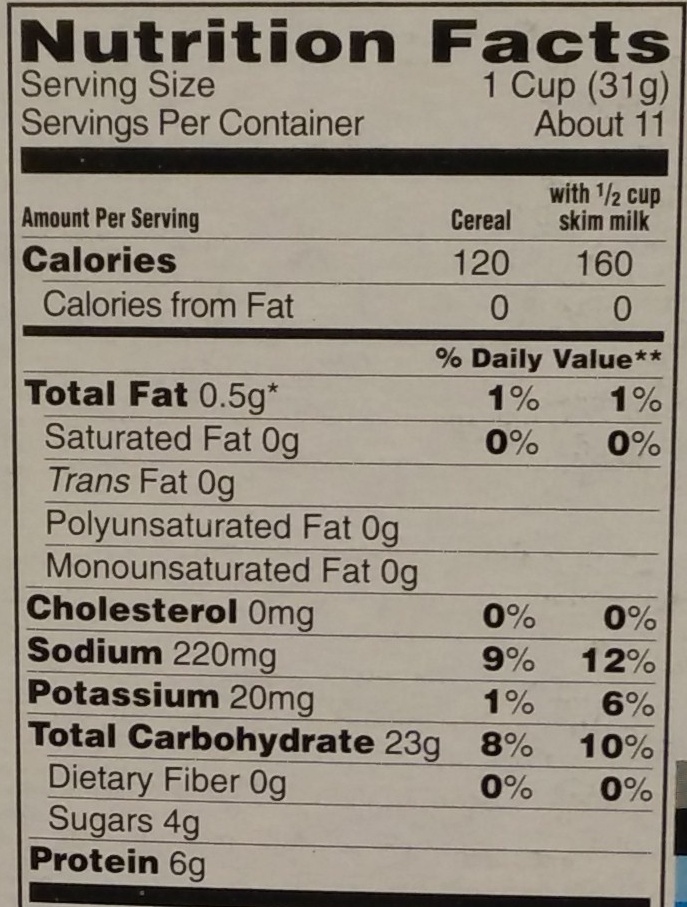 Nutrition Facts
Serving Size 1 Cup (31g)
Servings Per Container About 11
with 1/2 cup
Amount Per Serving Cereal skim milk
Calories 120 160
Calories from Fat 0 0
% Daily Value**
Total Fat 0.5g* 1% 1%
Saturated Fat 0g 0% 0%
Trans Fat 0g
Polyunsaturated Fat 0g
Monounsaturated Fat 0g
Cholesterol 0mg 0% 0%
Sodium 220mg 9% 12%
Potassium 20mg 1% 6%
Total Carbohydrate 23g 8% 10%
Dietary Fiber 0g 0% 0%
Sugars 4g
Protein 6g